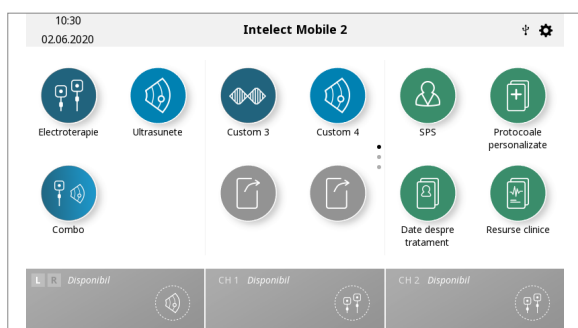 10:30
02.06.2020
Intelect Mobile 2
Electroterapie
Ultrasunete
Custom 3
Custom 4
SPS
Protocoale
personalizate
Combo
Date despre
tratament
Resurse clinice
L R Disponibil
CH 1 Disponibil
CH 2 Disponibil